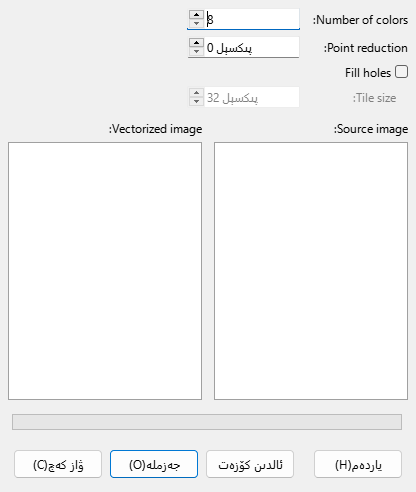 Number of colors:
8
Point reduction:
0 پىكسېل
Fill holes
Tile size:
32 پىكسېل
Source image:
Vectorized image:
ياردەم(H)
ئالدىن كۆزەت
جەزملە(O)
ۋاز كەچ(C)